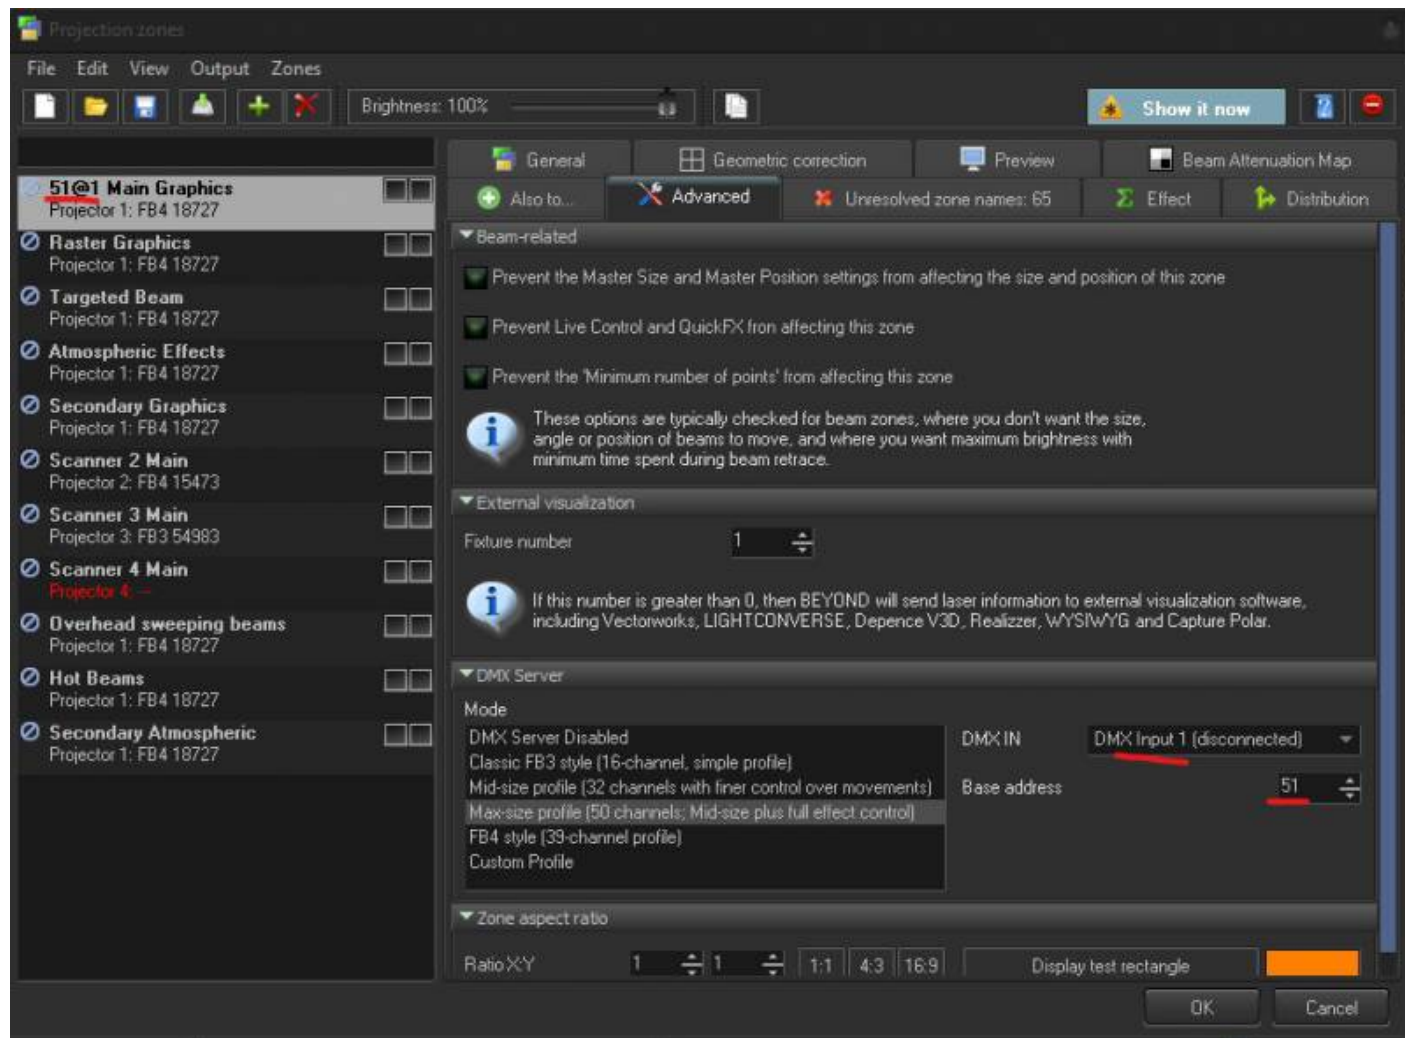 Projection zones
File Edit View Output Zones
Brightness: 100%
Show it now
General Geometric correction Preview Beam Attenuation Map
Also to... Advanced Unresolved zone names: 65 Effect Distribution
51@1 Main Graphics
Projector 1: FB4 18727
Raster Graphics
Projector 1: FB4 18727
Targeted Beam
Projector 1: FB4 18727
Atmospheric Effects
Projector 1: FB4 18727
Secondary Graphics
Projector 1: FB4 18727
Scanner 2 Main
Projector 2: FB4 15473
Scanner 3 Main
Projector 3: FB3 54983
Scanner 4 Main
Projector 4: --
Overhead sweeping beams
Projector 1: FB4 18727
Hot Beams
Projector 1: FB4 18727
Secondary Atmospheric
Projector 1: FB4 18727
Beam-related
Prevent the Master Size and Master Position settings from affecting the size and position of this zone
Prevent Live Control and QuickFX fron affecting this zone
Prevent the 'Minimum number of points' from affecting this zone
These options are typically checked for beam zones, where you don't want the size,
angle or position of beams to move, and where you want maximum brightness with
minimum time spent during beam retrace.
External visualization
Fixture number 1
If this number is greater than 0, then BEYOND will send laser information to external visualization software,
including Vectorworks, LIGHTCONVERSE, Depence V3D, Realizzer, WYSIWYG and Capture Polar.
DMX Server
Mode
DMX Server Disabled
Classic FB3 style (16-channel, simple profile)
Mid-size profile (32 channels with finer control over movements)
Max-size profile (50 channels; Mid-size plus full effect control)
FB4 style (39-channel profile)
Custom Profile
DMX IN DMX Input 1 (disconnected)
Base address 51
Zone aspect ratio
Ratio X:Y 1 1 1:1 4:3 16:9 Display test rectangle
OK Cancel